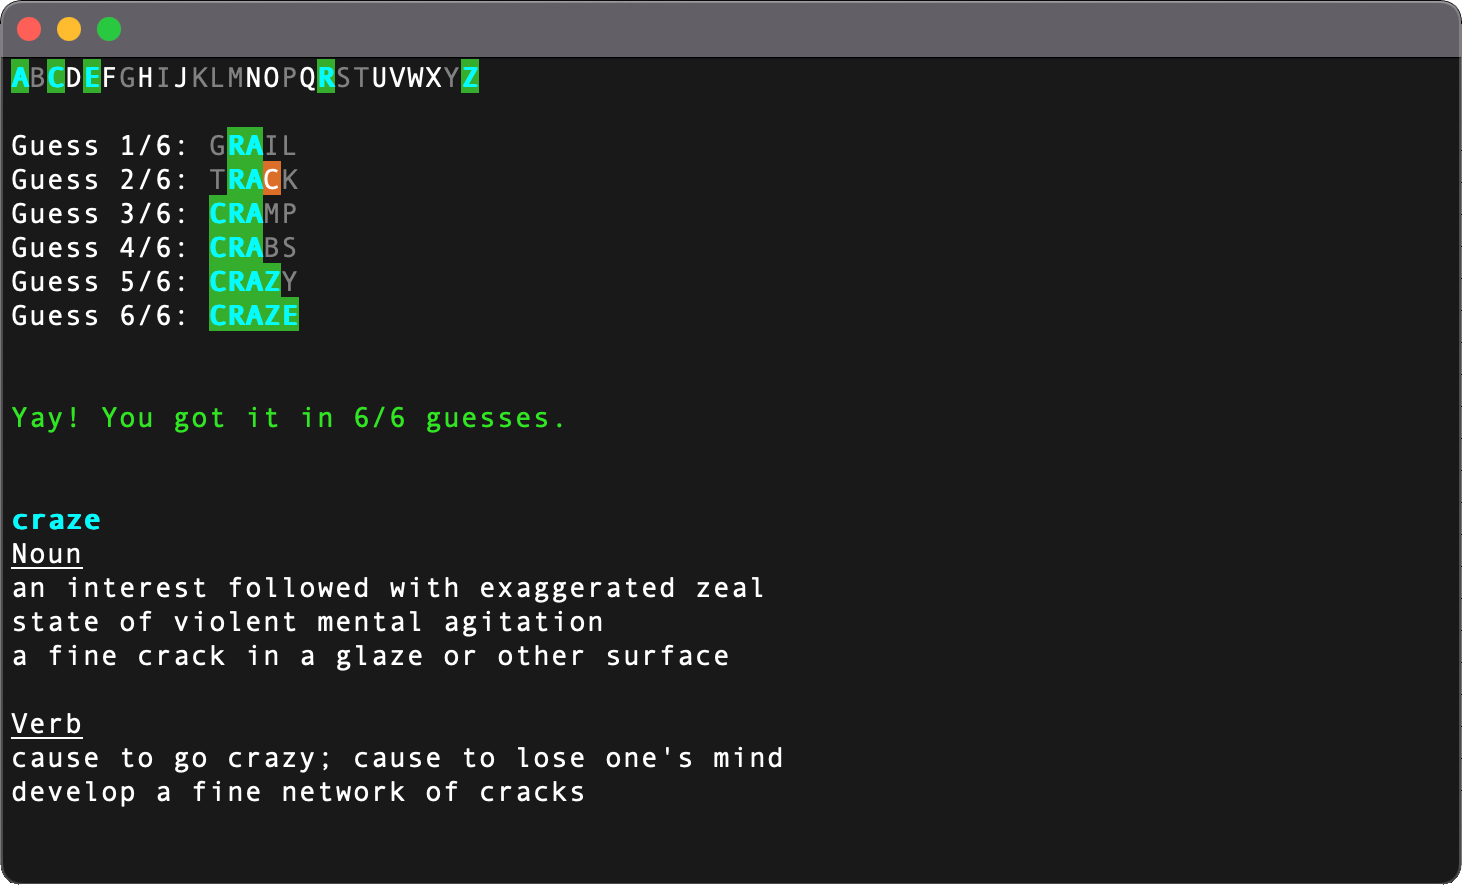 ABCDEFGHIJKLMNOPQRSTUVWXYZ
Guess 1/6: GRAIL
Guess 2/6: TRACK
Guess 3/6: CRAMP
Guess 4/6: CRABS
Guess 5/6: CRAZY
Guess 6/6: CRAZE
Yay! You got it in 6/6 guesses.
craze
Noun
an interest followed with exaggerated zeal
state of violent mental agitation
a fine crack in a glaze or other surface
Verb
cause to go crazy; cause to lose one's mind
develop a fine network of cracks